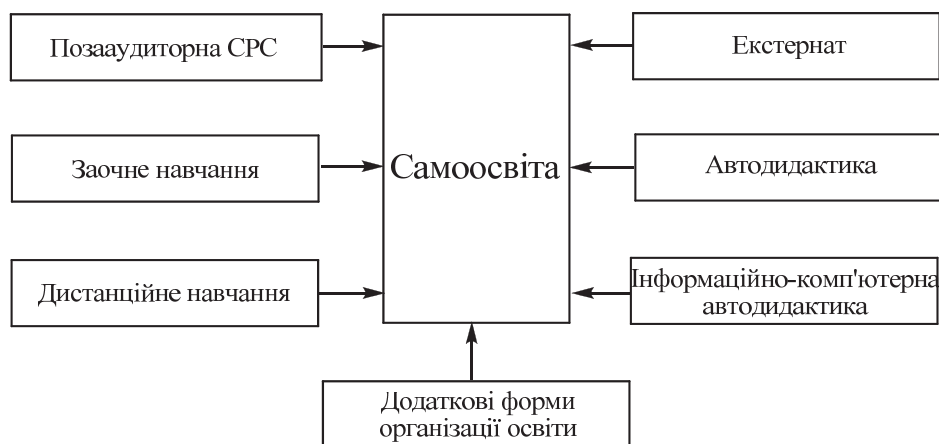 Позааудиторна СРС
Екстернат
Заочне навчання
Самоосвіта
Автодидактика
Дистанційне навчання
Інформаційно-комп'ютерна
автодидактика
Додаткові форми
організації освіти